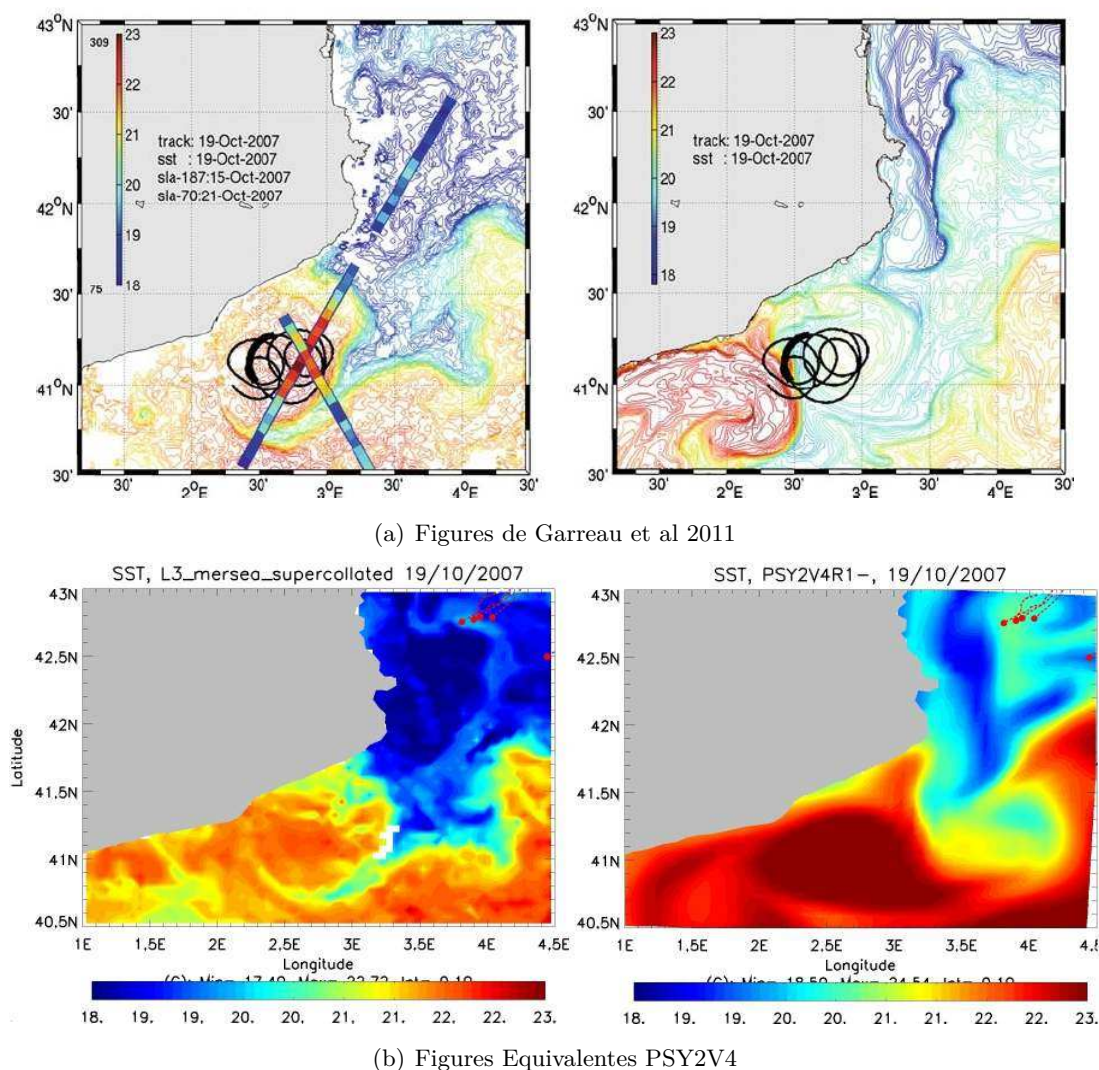 43°N
30'
42°N
30'
41°N
30'
309
23
22
21
20
19
75
18
track: 19-Oct-2007
sst : 19-Oct-2007
sla-187:15-Oct-2007
sla-70:21-Oct-2007
30'
2°E
30'
3°E
30'
4°E
30'
43°N
30'
42°N
30'
41°N
30'
23
22
21
20
19
18
track: 19-Oct-2007
sst : 19-Oct-2007
30'
2°E
30'
3°E
30'
4°E
30'
(a) Figures de Garreau et al 2011
SST, L3_mersea_supercollated 19/10/2007
43N
42.5N
42N
41.5N
41N
40.5N
Latitude
1E 1.5E 2E 2.5E 3E 3.5E 4E 4.5E
Longitude
18. 19. 19. 20. 20. 21. 21. 22. 22. 23.
SST, PSY2V4R1-, 19/10/2007
43N
42.5N
42N
41.5N
41N
40.5N
1E 1.5E 2E 2.5E 3E 3.5E 4E 4.5
Longitude
18. 19. 19. 20. 20. 21. 21. 22. 22. 23.
(b) Figures Equivalentes PSY2V4